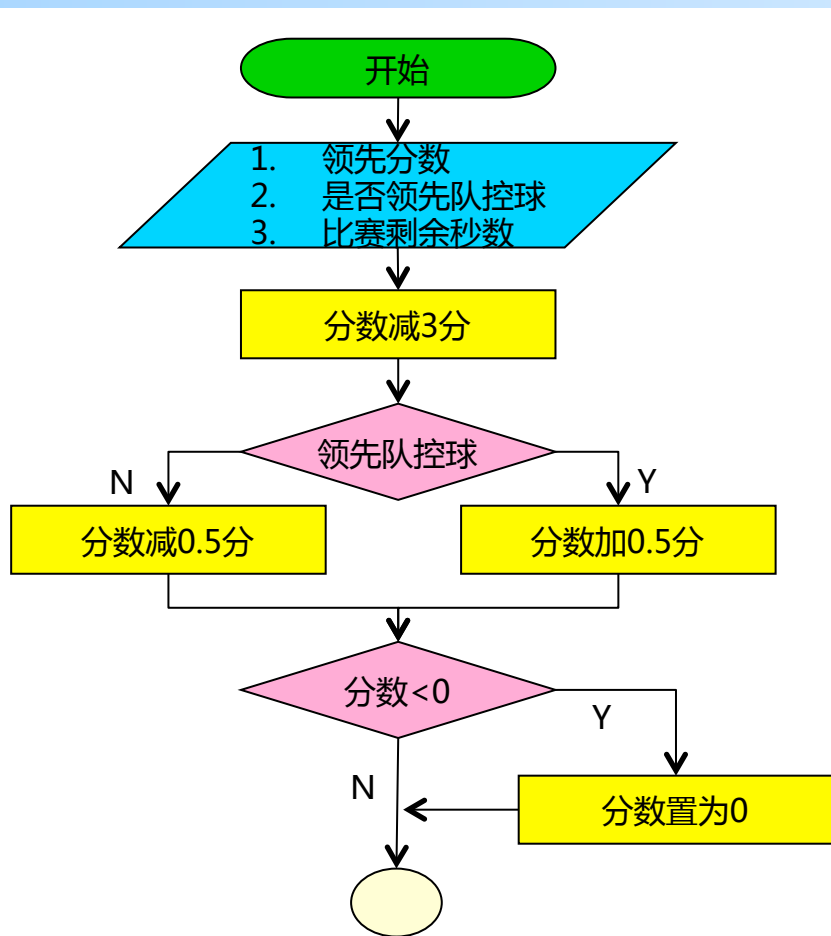 开始
1. 领先分数
2. 是否领先队控球
3. 比赛剩余秒数
分数减3分
领先队控球
N
Y
分数减0.5分
分数加0.5分
分数<0
Y
N
分数置为0